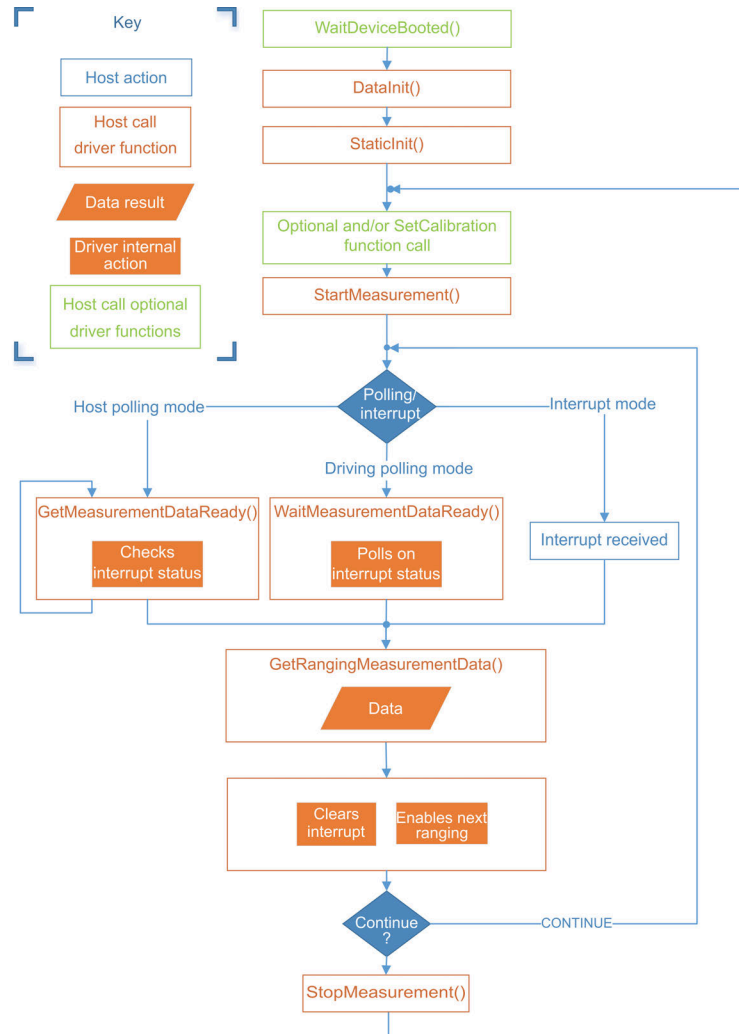 Key
Host action
Host call
driver function
Data result
Driver internal
action
Host call optional
driver functions
WaitDeviceBooted()
DataInit()
StaticInit()
Optional and/or SetCalibration
function call
StartMeasurement()
Polling/
interrupt
Host polling mode
Interrupt mode
Driving polling mode
GetMeasurementDataReady()
Checks
interrupt status
WaitMeasurementDataReady()
Polls on
interrupt status
Interrupt received
GetRangingMeasurementData()
Data
Clears
interrupt
Enables next
ranging
Continue
?
CONTINUE
StopMeasurement()